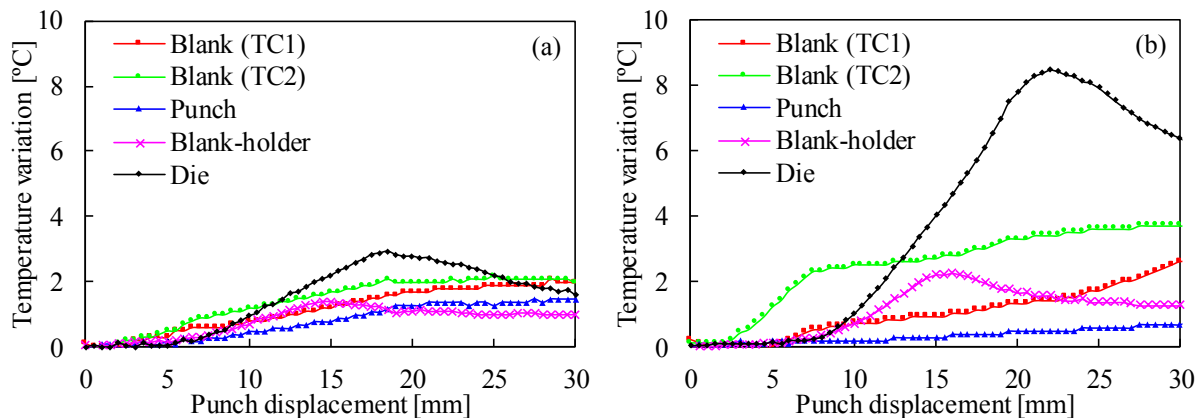 10
8
6
4
2
0
Temperature variation [ºC]
Blank (TC1)
Blank (TC2)
Punch
Blank-holder
Die
(a)
0 5 10 15 20 25 30
Punch displacement [mm]
10
8
6
4
2
0
Temperature variation [ºC]
Blank (TC1)
Blank (TC2)
Punch
Blank-holder
Die
(b)
0 5 10 15 20 25 30
Punch displacement [mm]